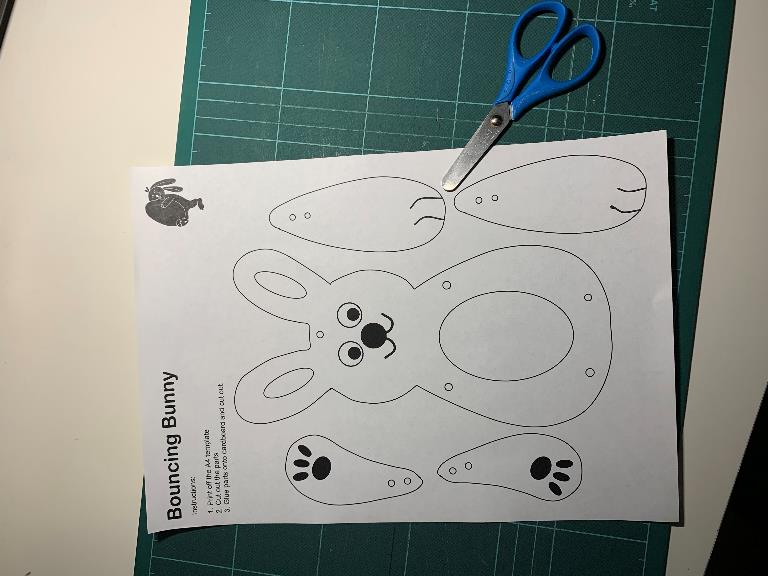 Bouncing Bunny
Instructions:
1. Print off the A4 template
2. Cut out the parts
3. Glue parts onto cardboard and cut out